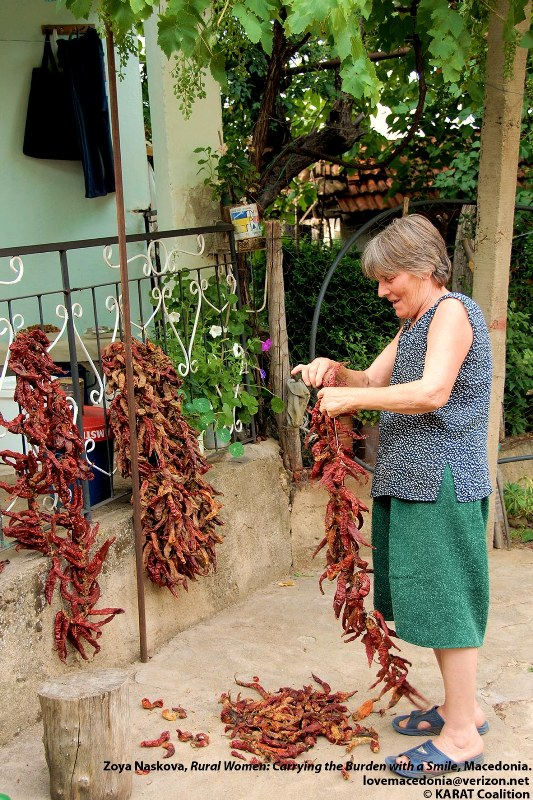 Zoya Naskova, Rural Women: Carrying the Burden with a Smile, Macedonia.
lovemacedonia@verizon.net
© KARAT Coalition